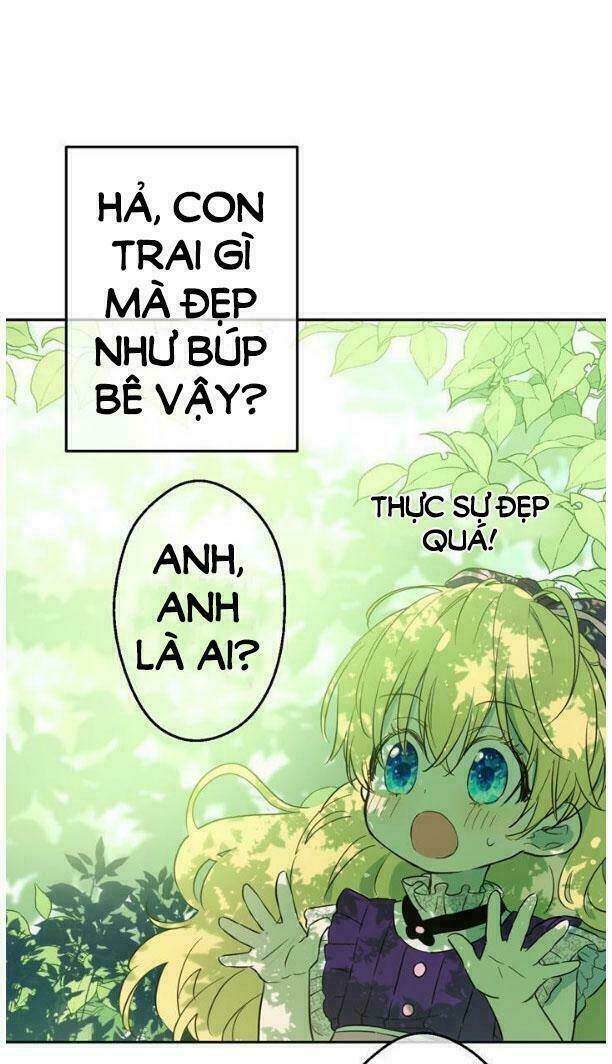 HẢ, CON
TRAI GÌ
MÀ ĐẸP
NHƯ BÚP
BÊ VẬY?
THỰC SỰ ĐẸP
QUÁ!
ANH,
ANH
LÀ AI?